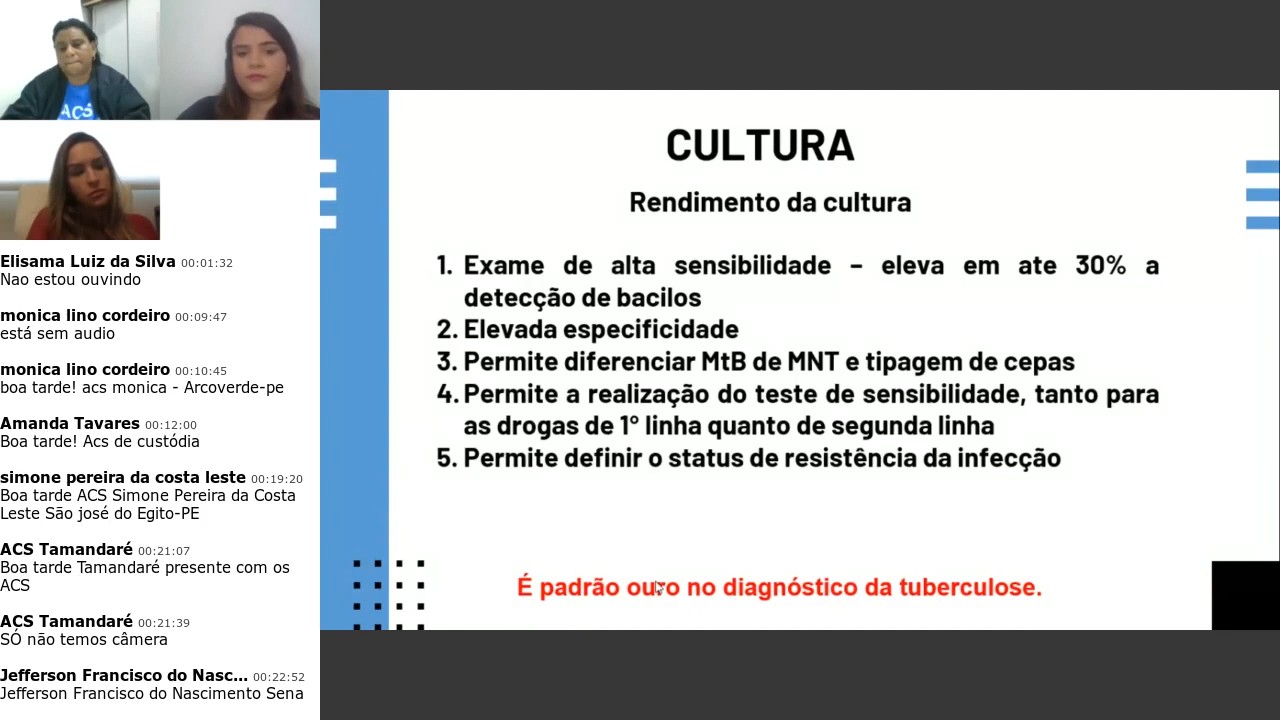 ACS
Elisama Luiz da Silva 00:01:32
Nao estou ouvindo
monica lino cordeiro 00:09:47
está sem audio
monica lino cordeiro 00:10:45
boa tarde! acs monica - Arcoverde-pe
Amanda Tavares 00:12:00
Boa tarde! Acs de custódia
simone pereira da costa leste 00:19:20
Boa tarde ACS Simone Pereira da Costa
Leste São josé do Egito-PE
ACS Tamandaré 00:21:07
Boa tarde Tamandaré presente com os
ACS
ACS Tamandaré 00:21:39
SÓ não temos câmera
Jefferson Francisco do Nasc... 00:22:52
Jefferson Francisco do Nascimento Sena
CULTURA
Rendimento da cultura
1. Exame de alta sensibilidade – eleva em ate 30% a
detecção de bacilos
2. Elevada especificidade
3. Permite diferenciar MtB de MNT e tipagem de cepas
4. Permite a realização do teste de sensibilidade, tanto para
as drogas de 1° linha quanto de segunda linha
5. Permite definir o status de resistência da infecção
É padrão ouro no diagnóstico da tuberculose.